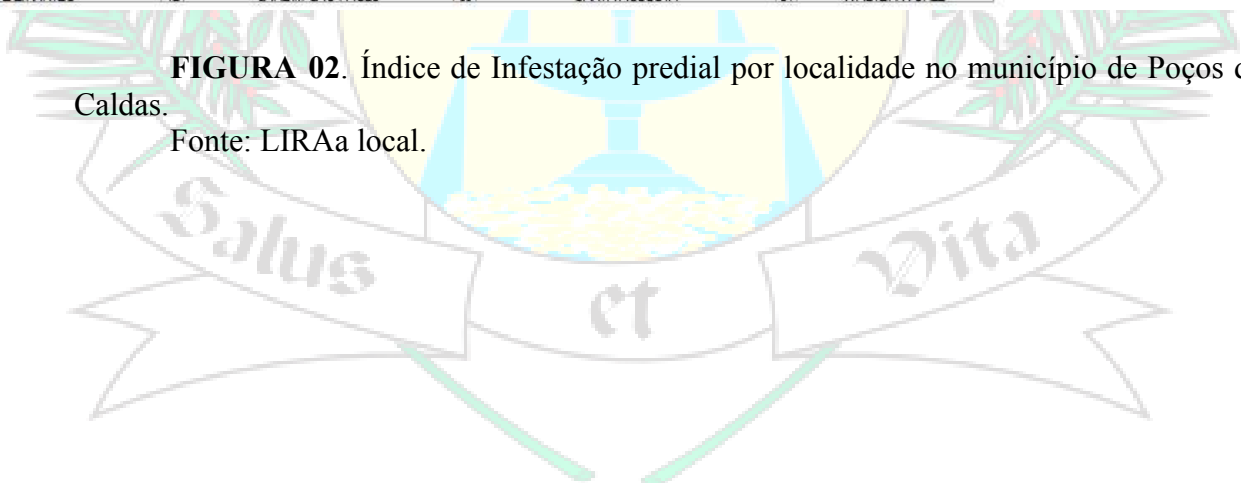 FIGURA 02. Índice de Infestação predial por localidade no município de Poços
Caldas.
Fonte: LIRAa local.
Salus et Vita